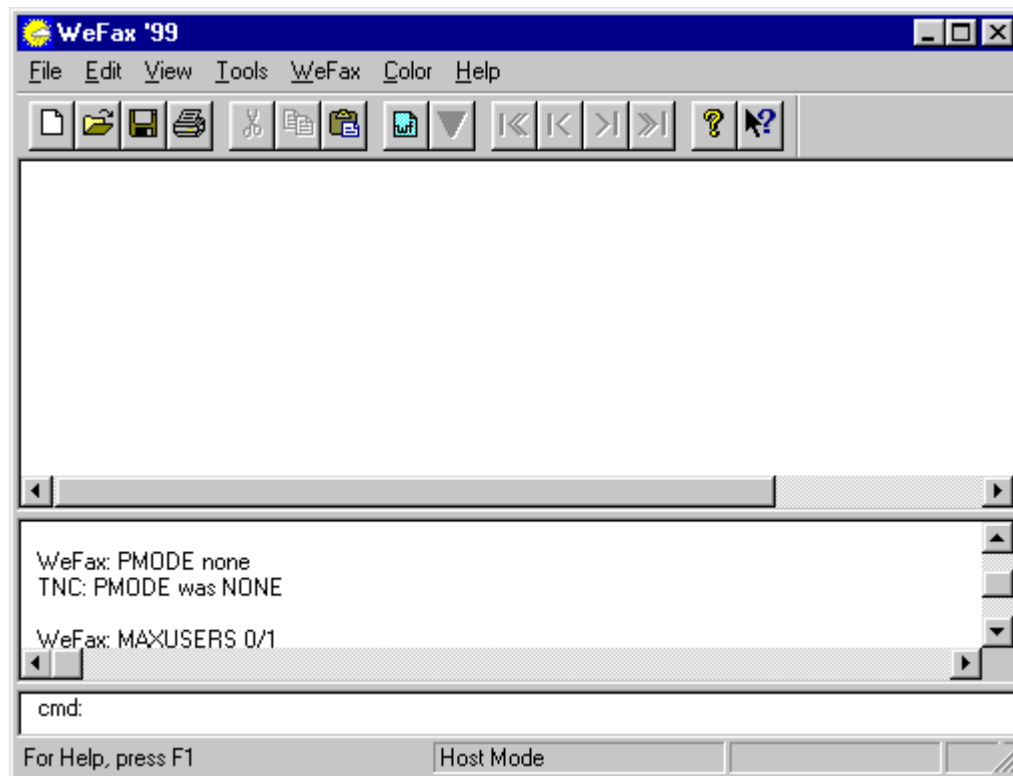 WeFax '99
File Edit View Tools WeFax Color Help
wf
WeFax: PMODE none
TNC: PMODE was NONE
WeFax: MAXUSERS 0/1
cmd:
For Help, press F1 Host Mode